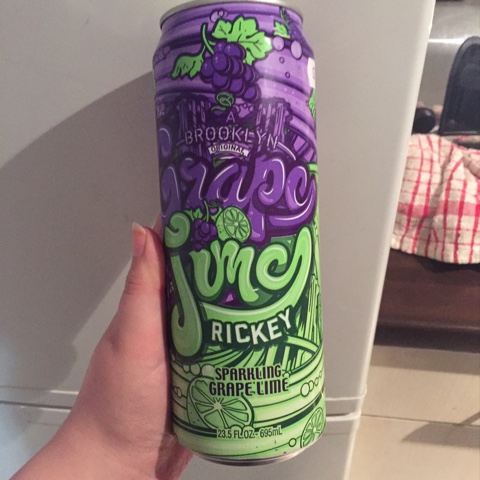 A
BROOKLYN
ORIGINAL
Grape
Lime
RICKEY
SPARKLING
GRAPE LIME
23.5 FL.OZ.-695mL